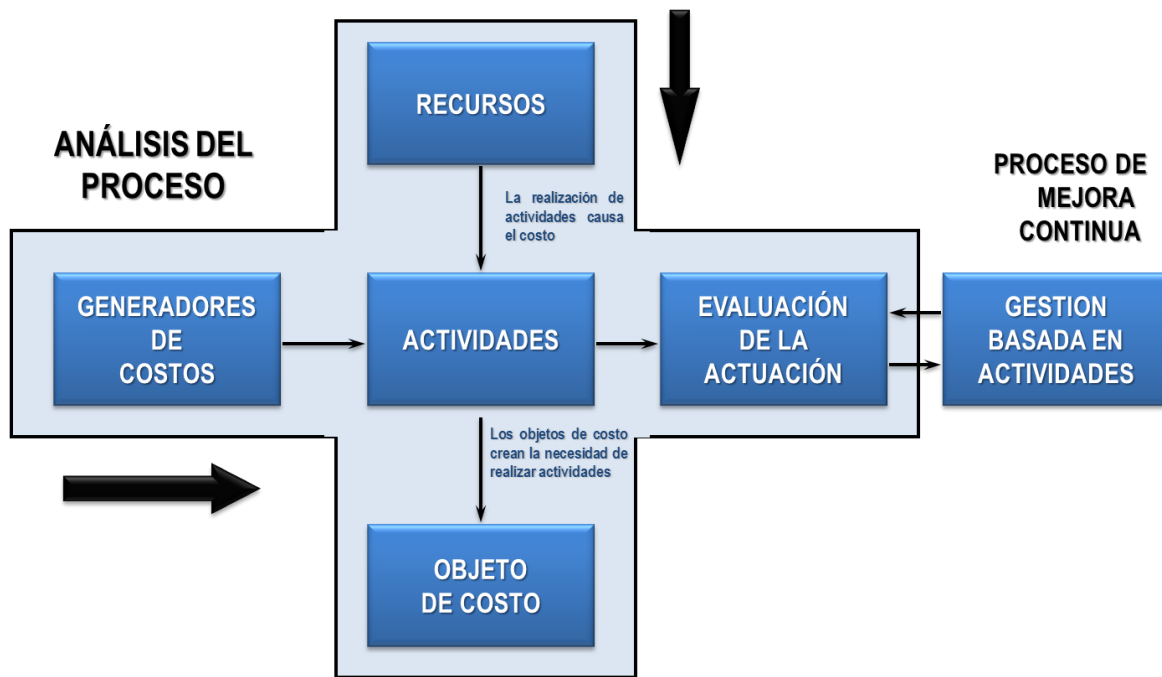 RECURSOS
ANÁLISIS DEL
PROCESO
PROCESO DE
MEJORA
CONTINUA
La realización de
actividades causa
el costo
GENERADORES
DE
COSTOS
ACTIVIDADES
EVALUACIÓN
DE LA
ACTUACIÓN
GESTION
BASADA EN
ACTIVIDADES
Los objetos de costo
crean la necesidad de
realizar actividades
OBJETO
DE COSTO